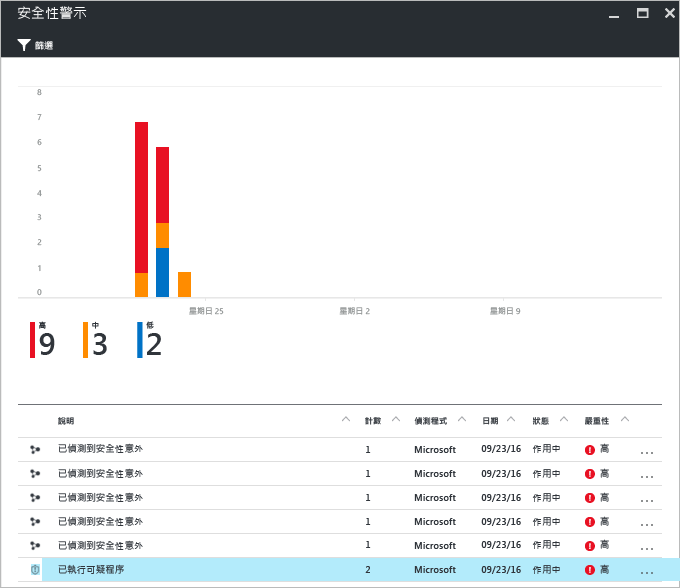 安全性警示
篩選
8
7
6
5
4
3
2
1
0
星期日 25 星期日 2 星期日 9
高 中 低
9 3 2
說明 計數 偵測程式 日期 狀態 嚴重性
已偵測到安全性意外 1 Microsoft 09/23/16 作用中 高 ...
已偵測到安全性意外 1 Microsoft 09/23/16 作用中 高 ...
已偵測到安全性意外 1 Microsoft 09/23/16 作用中 高 ...
已偵測到安全性意外 1 Microsoft 09/23/16 作用中 高 ...
已偵測到安全性意外 1 Microsoft 09/23/16 作用中 高 ...
已執行可疑程序 2 Microsoft 09/23/16 作用中 高 ...